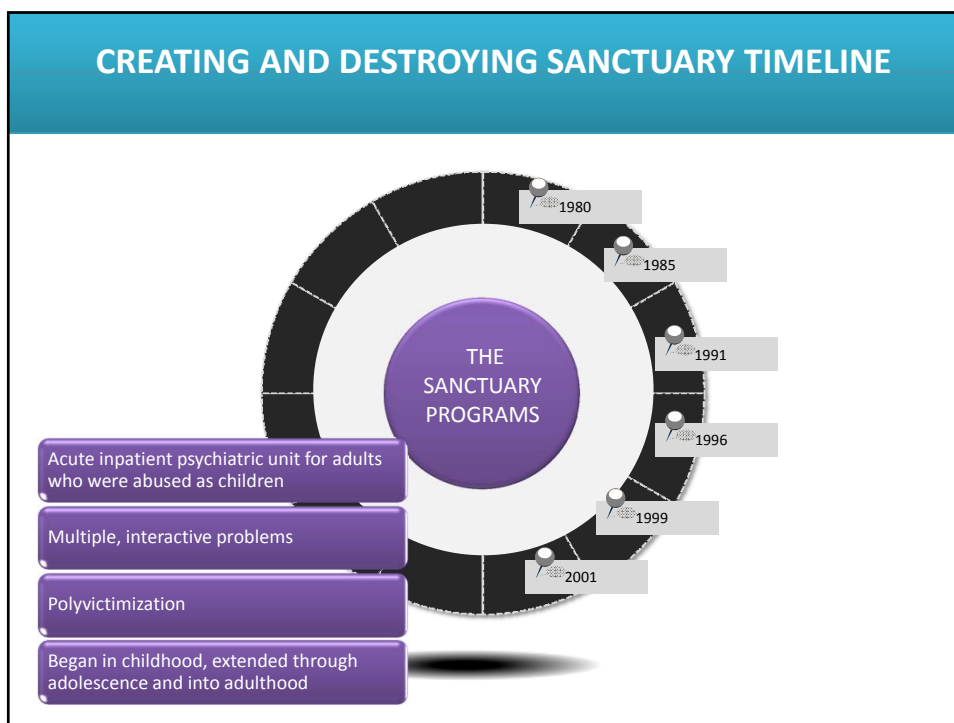 CREATING AND DESTROYING SANCTUARY TIMELINE
1980
1985
1991
1996
1999
2001
THE
SANCTUARY
PROGRAMS
Acute inpatient psychiatric unit for adults
who were abused as children
Multiple, interactive problems
Polyvictimization
Began in childhood, extended through
adolescence and into adulthood